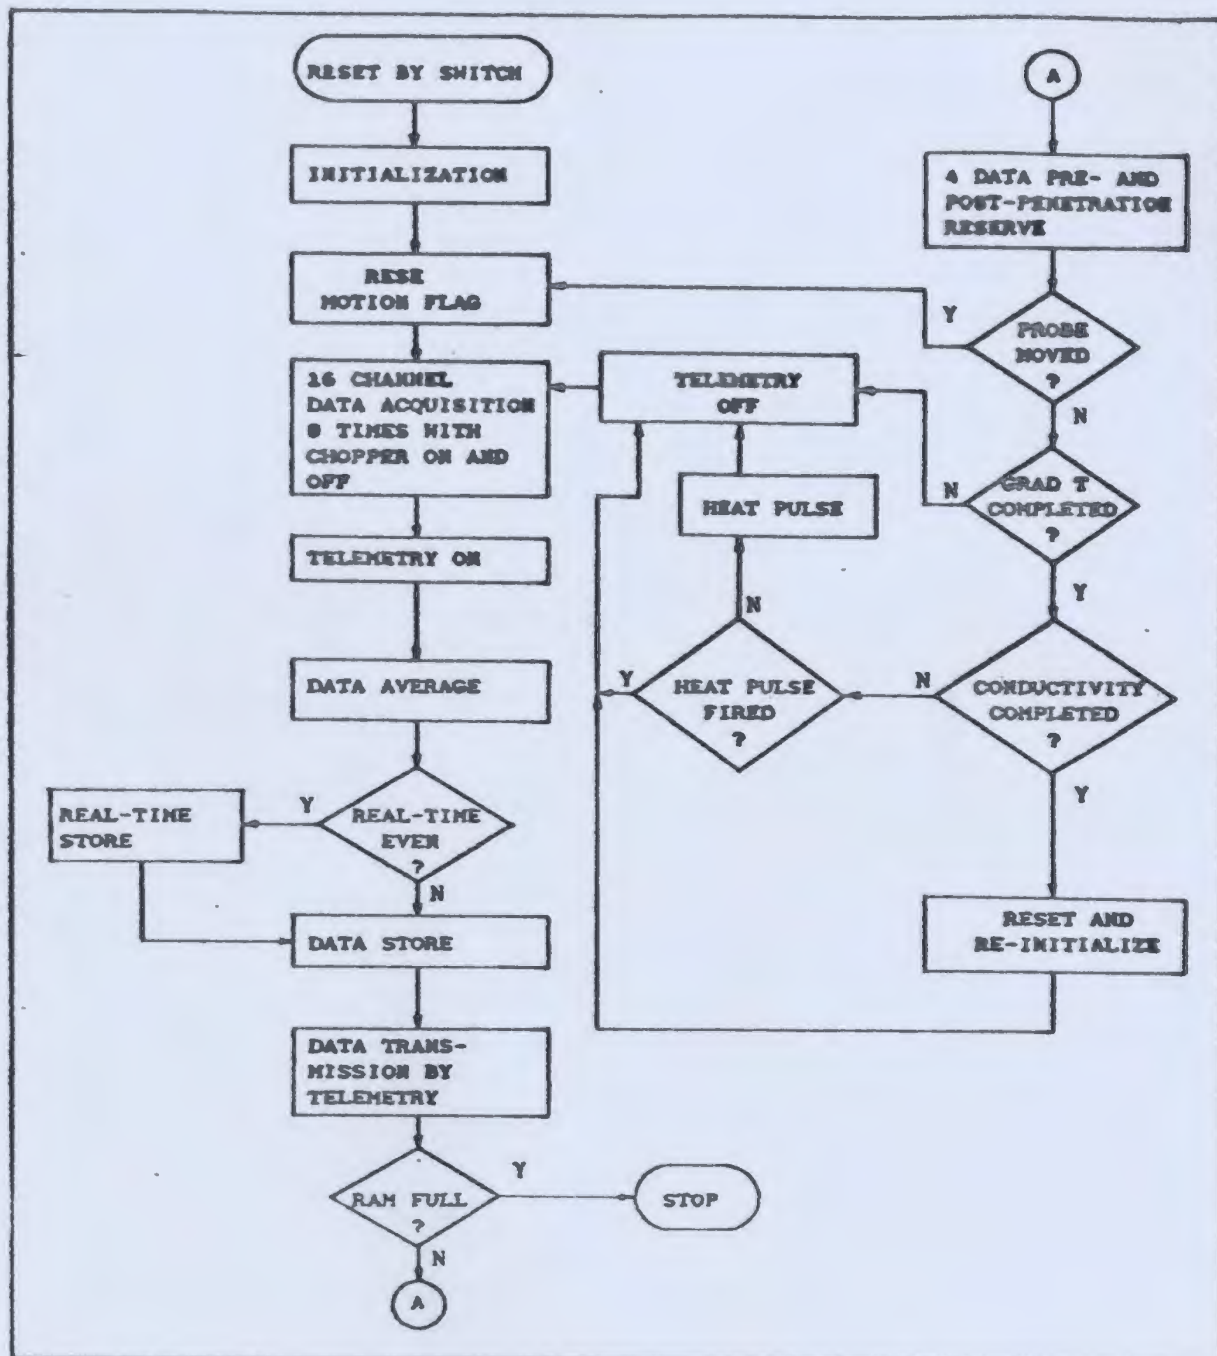 RESET BY SWITCH
INITIALIZATION
RESE
MOTION FLAG
16 CHANNEL
DATA ACQUISITION
8 TIMES WITH
CHOPPER ON AND
OFF
TELEMETRY ON
DATA AVERAGE
REAL-TIME
EVEN
?
Y
N
REAL-TIME
STORE
DATA STORE
DATA TRANS-
MISSION BY
TELEMETRY
RAM FULL
?
Y
STOP
N
A
A
4 DATA PRE- AND
POST-PENETRATION
RESERVE
PROBE
MOVED
?
Y
N
TELEMETRY
OFF
GRAD T
COMPLETED
?
N
Y
HEAT PULSE
N
HEAT PULSE
FIRED
?
Y
N
CONDUCTIVITY
COMPLETED
?
Y
RESET AND
RE-INITIALIZE